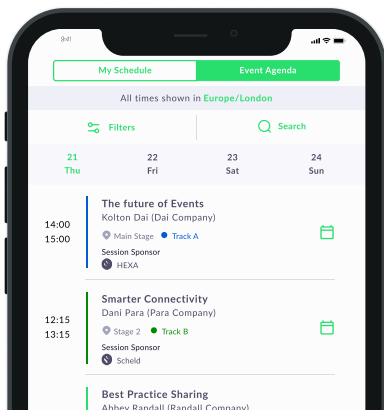 9:41
My Schedule
Event Agenda
All times shown in Europe/London
Filters
Search
21 22 23 24
Thu Fri Sat Sun
The future of Events
Kolton Dai (Dai Company)
14:00
15:00
Main Stage Track A
Session Sponsor
HEXA
Smarter Connectivity
Dani Para (Para Company)
12:15
13:15
Stage 2 Track B
Session Sponsor
Scheld
Best Practice Sharing
Abbey Randall (Randall Company)